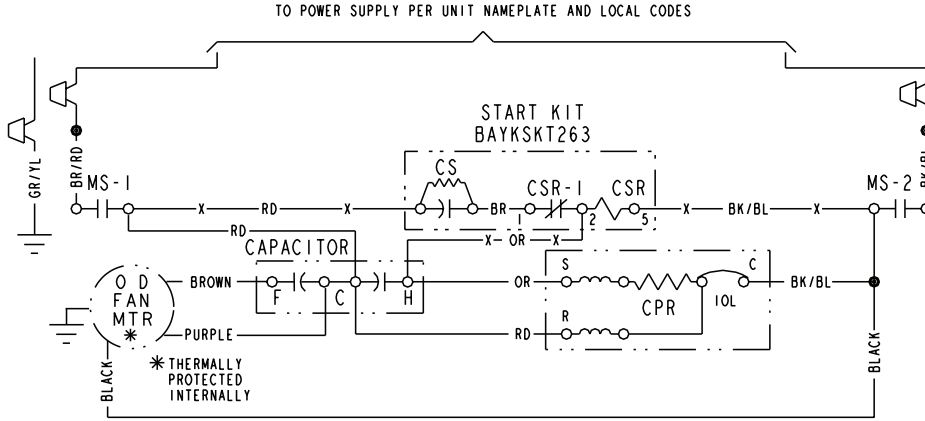 TO POWER SUPPLY PER UNIT NAMEPLATE AND LOCAL CODES
START KIT
BAYKSKT263
GR/YL
BR/RD
MS-1
CS
CSR-1
CSR
MS-2
BK/BL
X RD X
BR
1
2
5
X BK/BL X
RD
X OR X
CAPACITOR
O D
FAN
MTR
*
BROWN
F
C
H
OR
S
CPR
IOL
C
BK/BL
PURPLE
RD
R
* THERMALLY
PROTECTED
INTERNALLY
BLACK
BLACK